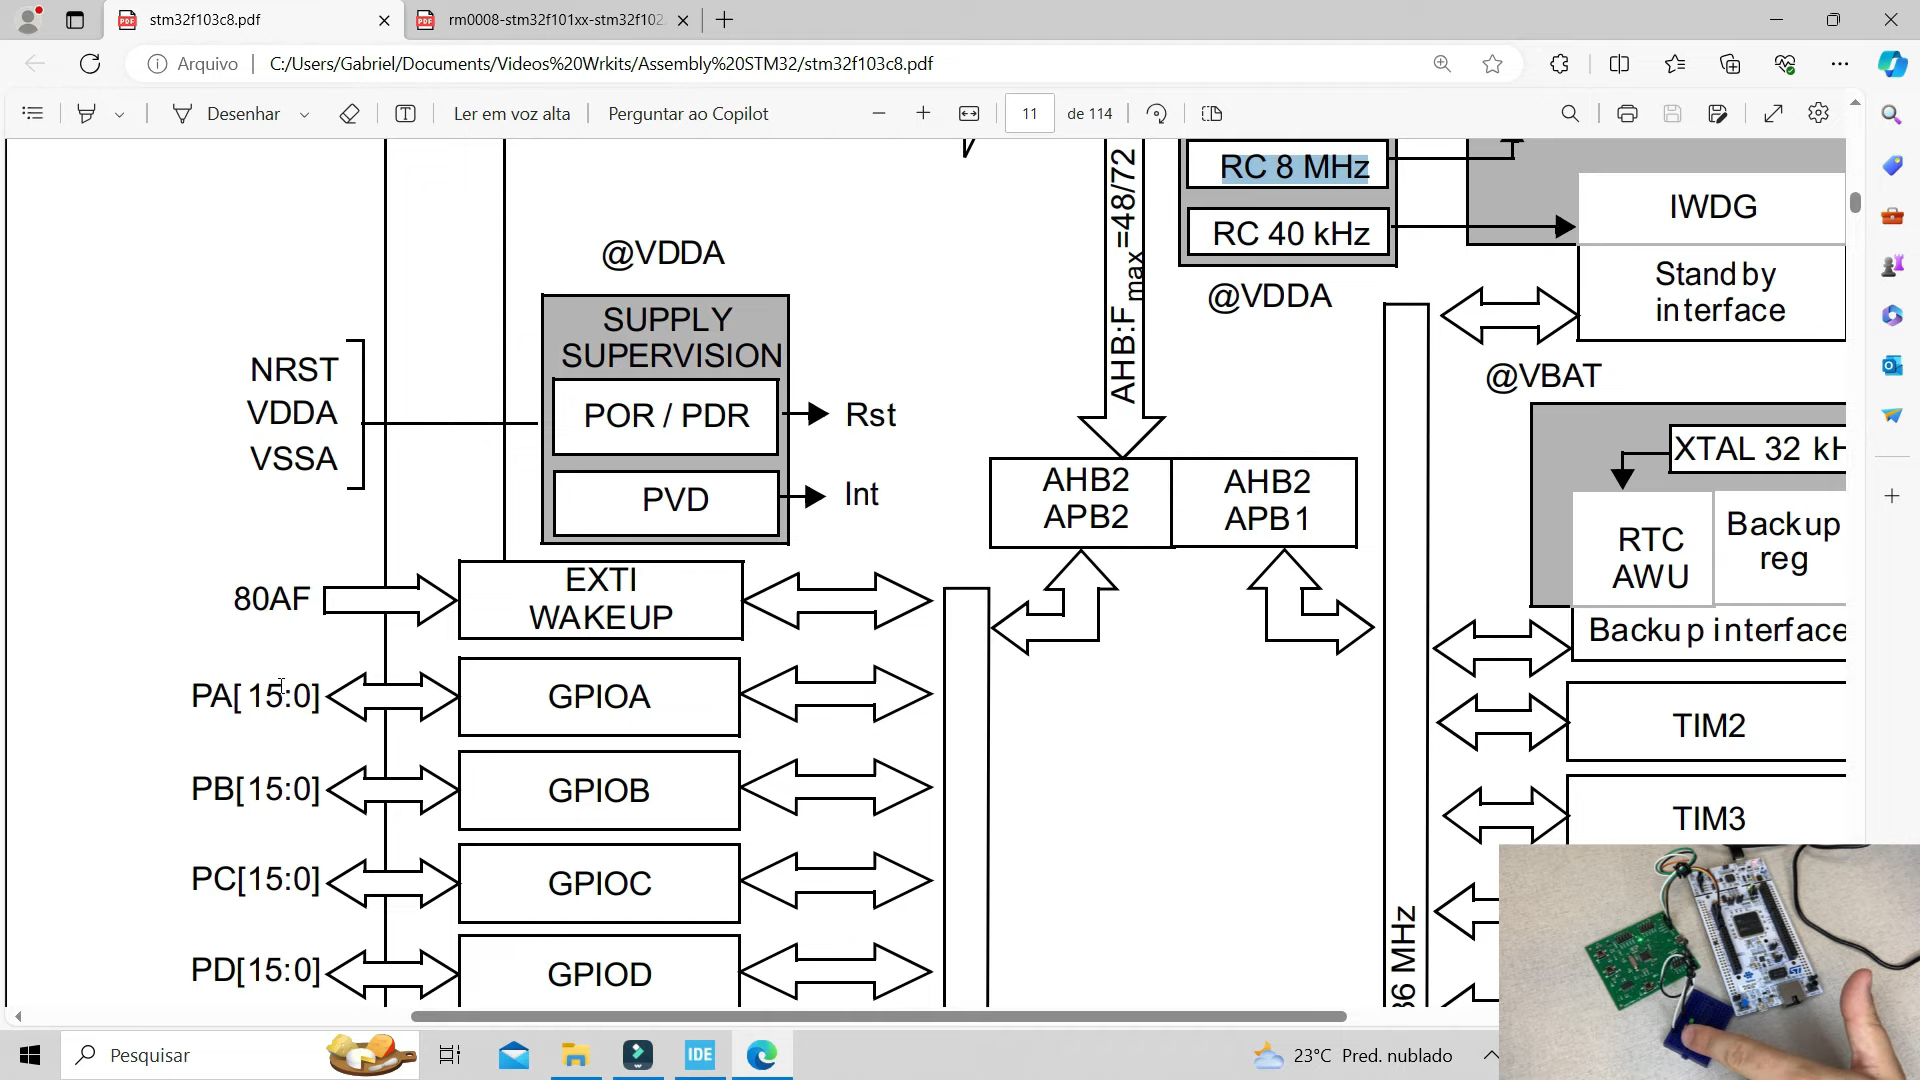 stm32f103c8.pdf
rm0008-stm32f101xx-stm32f102
Arquivo
C:/Users/Gabriel/Documents/Videos%20Wrkits/Assembly%20STM32/stm32f103c8.pdf
Desenhar
Ler em voz alta
Perguntar ao Copilot
11
de 114
RC 8 MHz
RC 40 kHz
@VDDA
AHB:Fmax=48/72
IWDG
Standby
interface
@VBAT
XTAL 32 kH
RTC
AWU
Backup
reg
Backup interface
TIM2
TIM3
@VDDA
SUPPLY
SUPERVISION
POR / PDR
Rst
PVD
Int
NRST
VDDA
VSSA
AHB2
APB2
AHB2
APB1
80AF
EXTI
WAKEUP
PA[15:0]
GPIOA
PB[15:0]
GPIOB
PC[15:0]
GPIOC
PD[15:0]
GPIOD
36 MHz
Pesquisar
IDE
23°C Pred. nublado